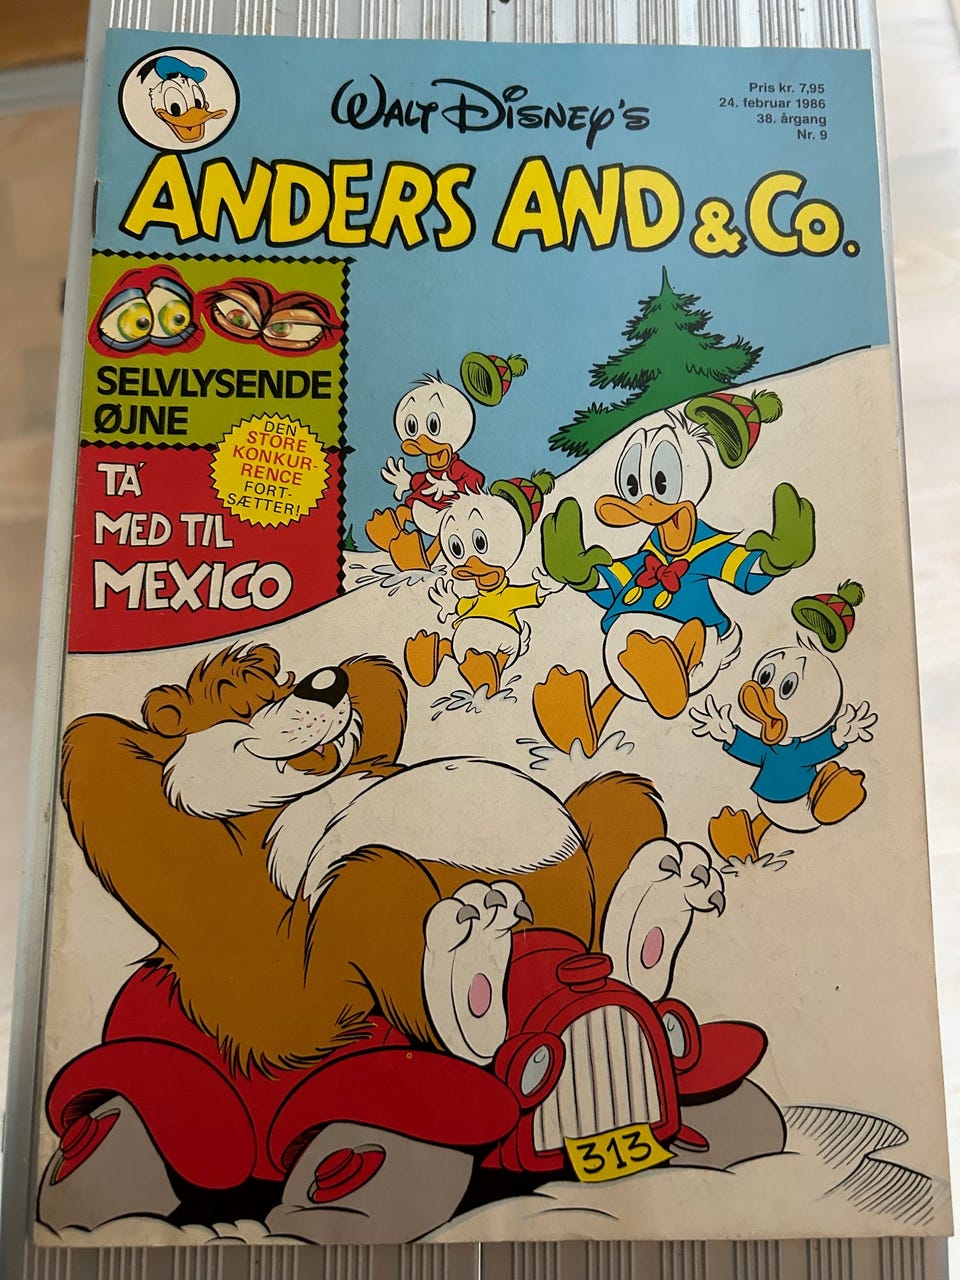 WALT DISNEY'S
Pris kr. 7,95
24. februar 1986
38. årgang
Nr. 9
ANDERS AND & Co.
SELVLYSENDE
ØJNE
DEN
STORE
KONKUR-
RENCE
FORT-
SÆTTER!
TA'
MED TIL
MEXICO
313